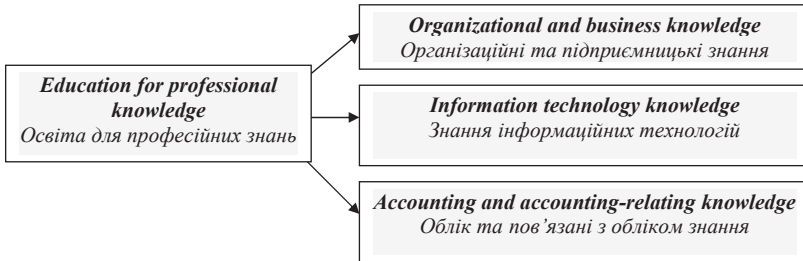 Education for professional
knowledge
Освіта для професійних знань
Organizational and business knowledge
Організаційні та підприємницькі знання
Information technology knowledge
Знання інформаційних технологій
Accounting and accounting-relating knowledge
Облік та пов’язані з обліком знання